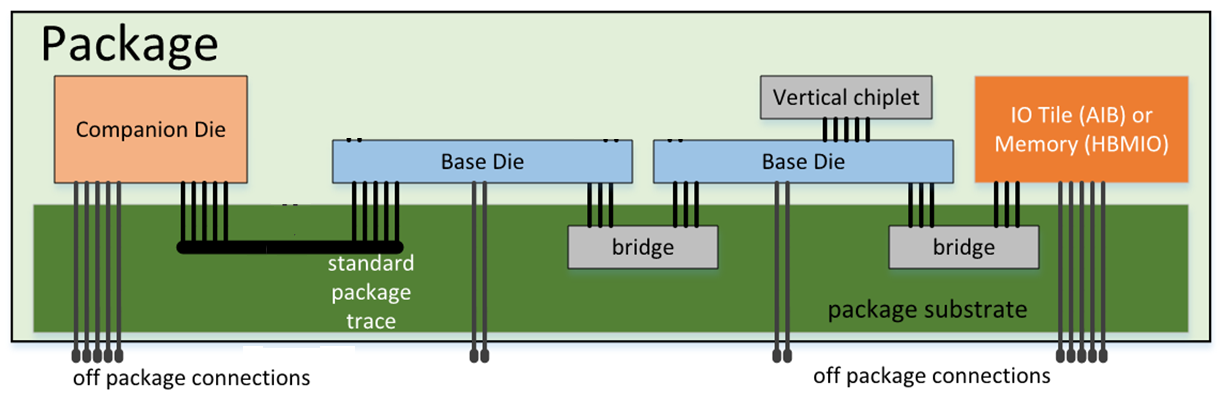 Package
Companion Die
Base Die
Vertical chiplet
Base Die
IO Tile (AIB) or
Memory (HBMIO)
bridge
bridge
standard
package
trace
package substrate
off package connections
off package connections